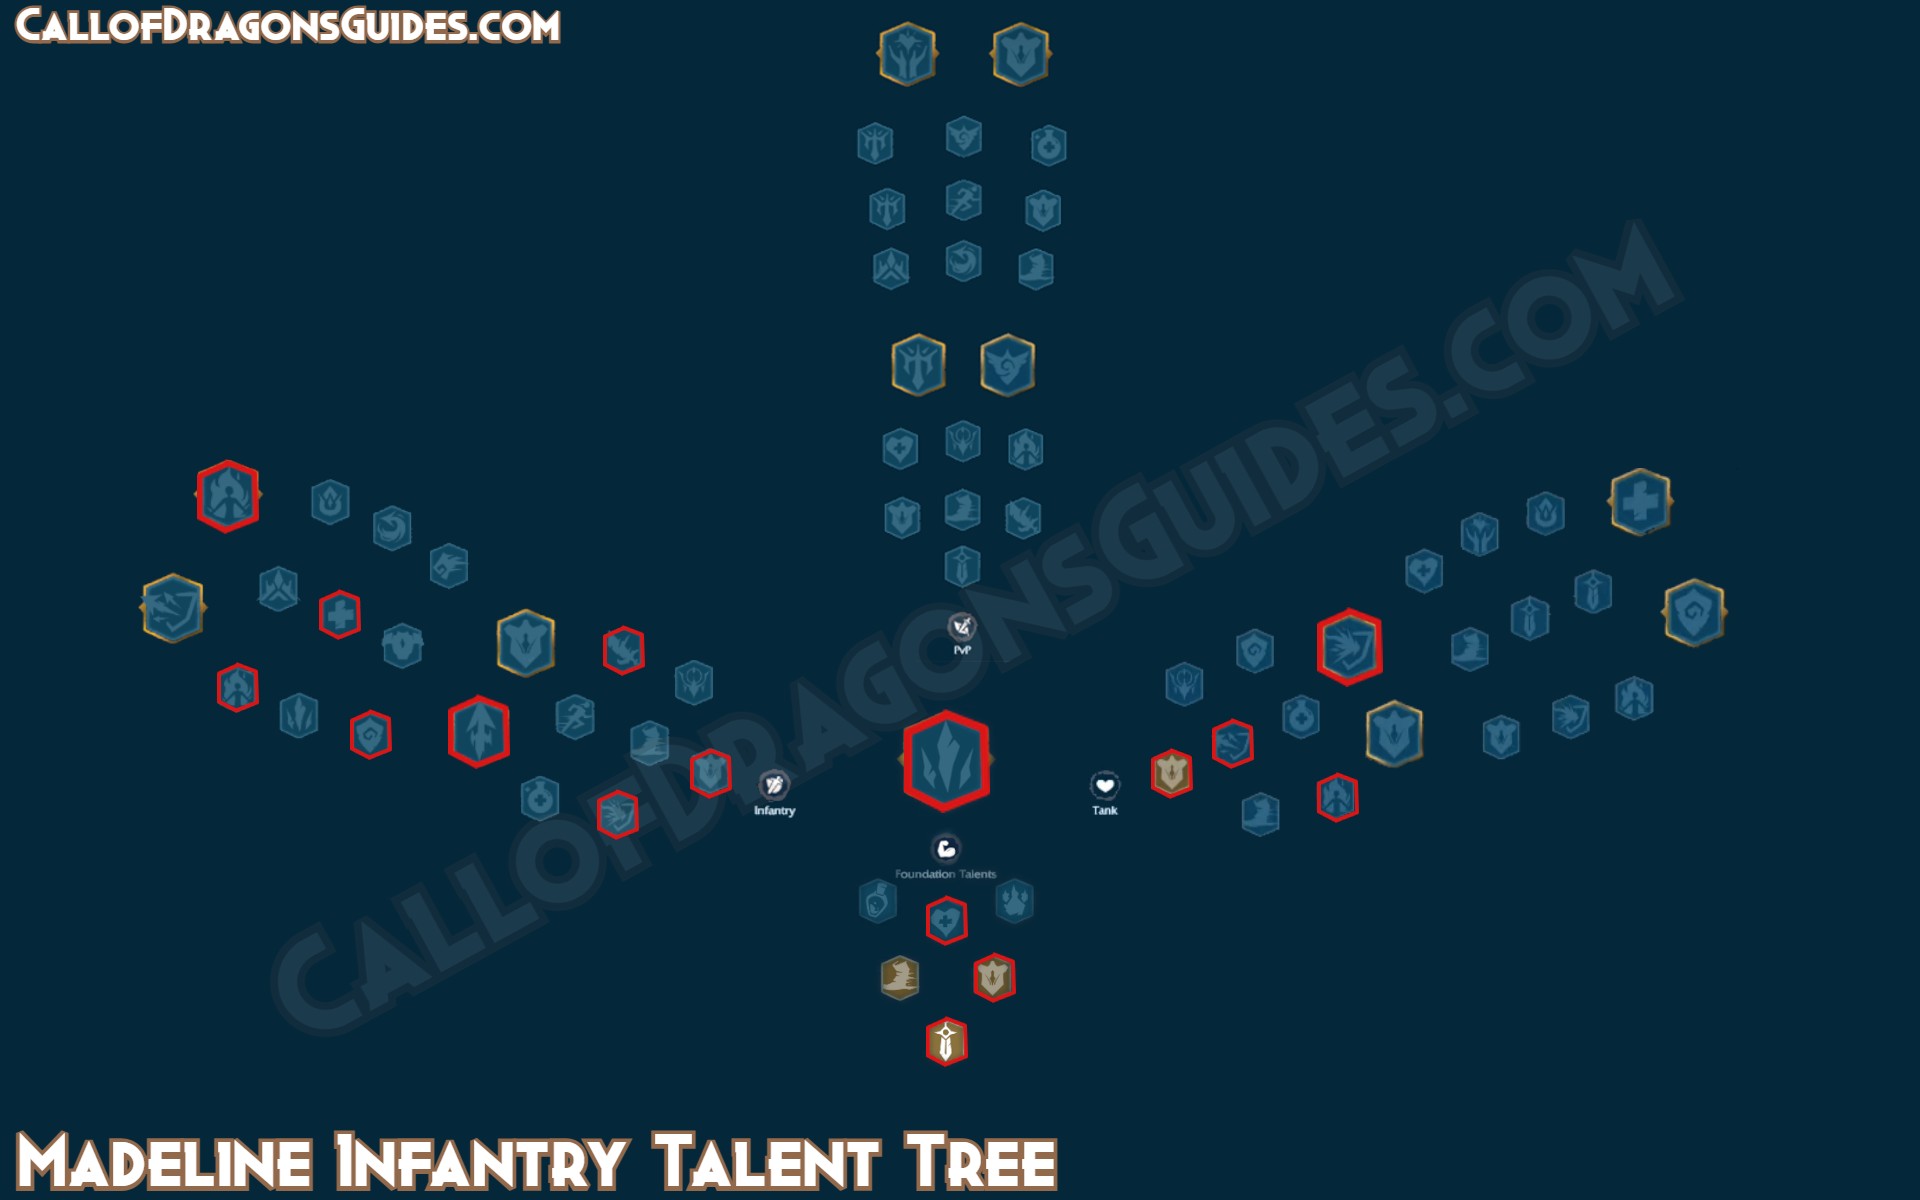 CallofDragonsGuides.com
CallofDragonsGuides.com
PvP
Infantry
Tank
Foundation Talents
Madeline Infantry Talent Tree